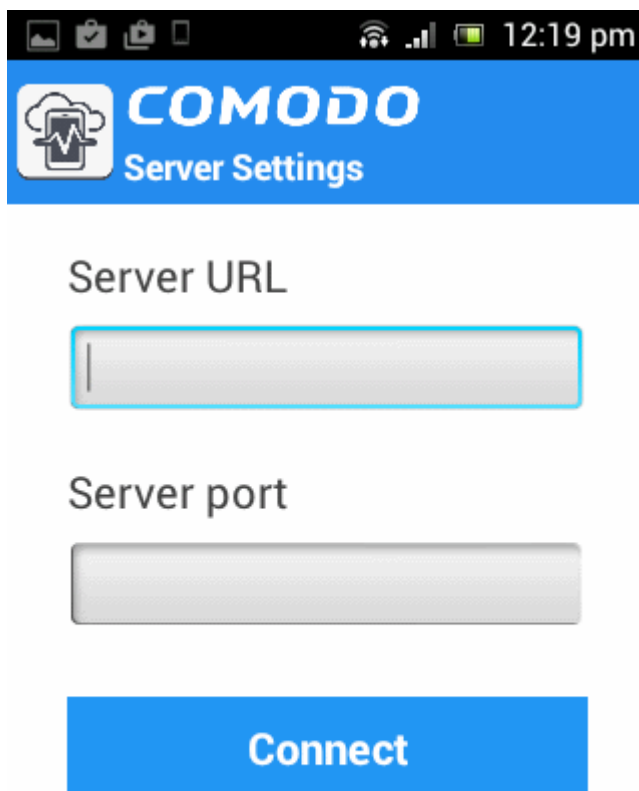 12:19 pm
COMODO
Server Settings
Server URL
Server port
Connect